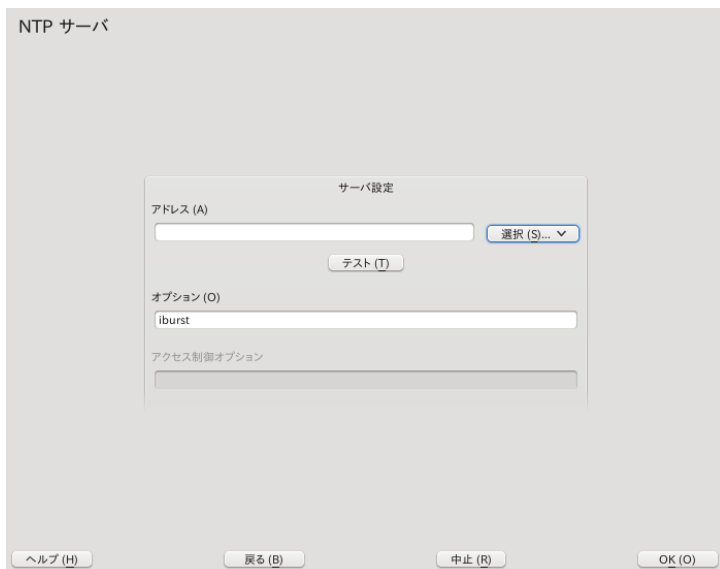 NTP サーバ
サーバ設定
アドレス (A)
選択 (S)...
テスト (T)
オプション (O)
iburst
アクセス制御オプション
ヘルプ (H) 戻る (B) 中止 (R) OK (O)